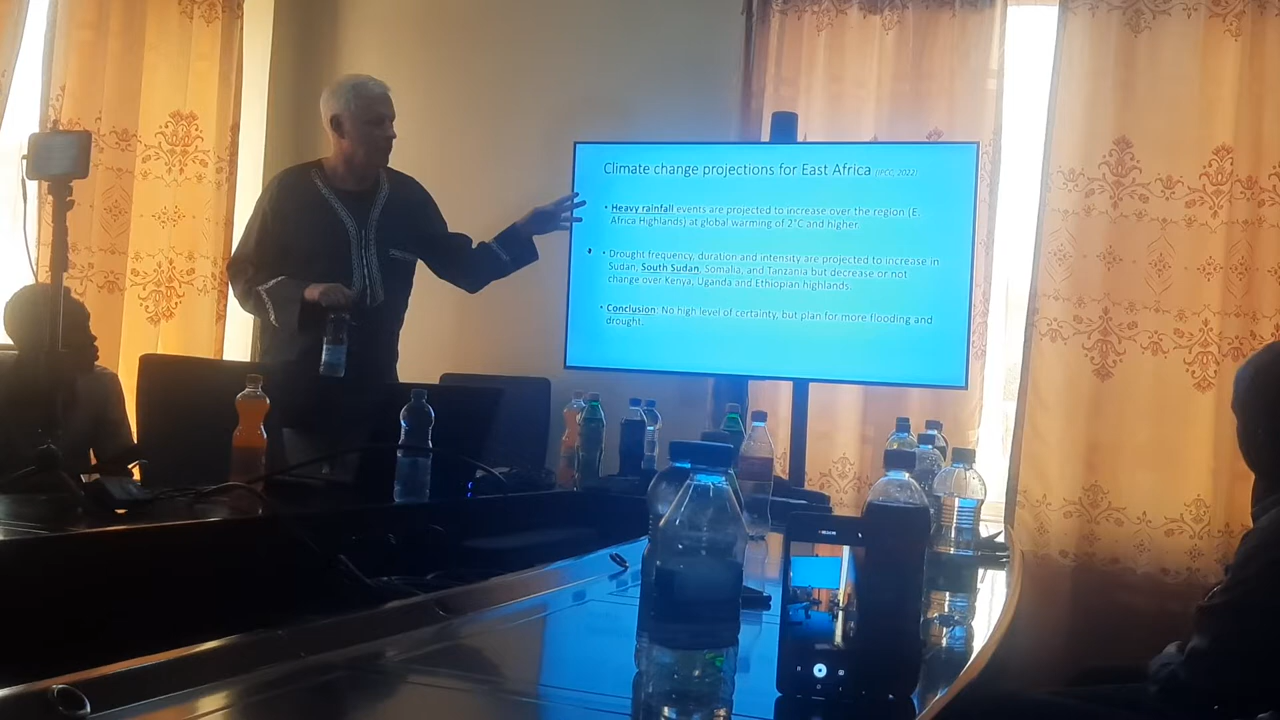 Climate change projections for East Africa (IPCC, 2022)
• Heavy rainfall events are projected to increase over the region (E.
Africa Highlands) at global warming of 2°C and higher
• Drought frequency, duration and intensity are projected to increase in
Sudan, South Sudan, Somalia, and Tanzania but decrease or not
change over Kenya, Uganda and Ethiopian highlands.
• Conclusion: No high level of certainty, but plan for more flooding and
drought.